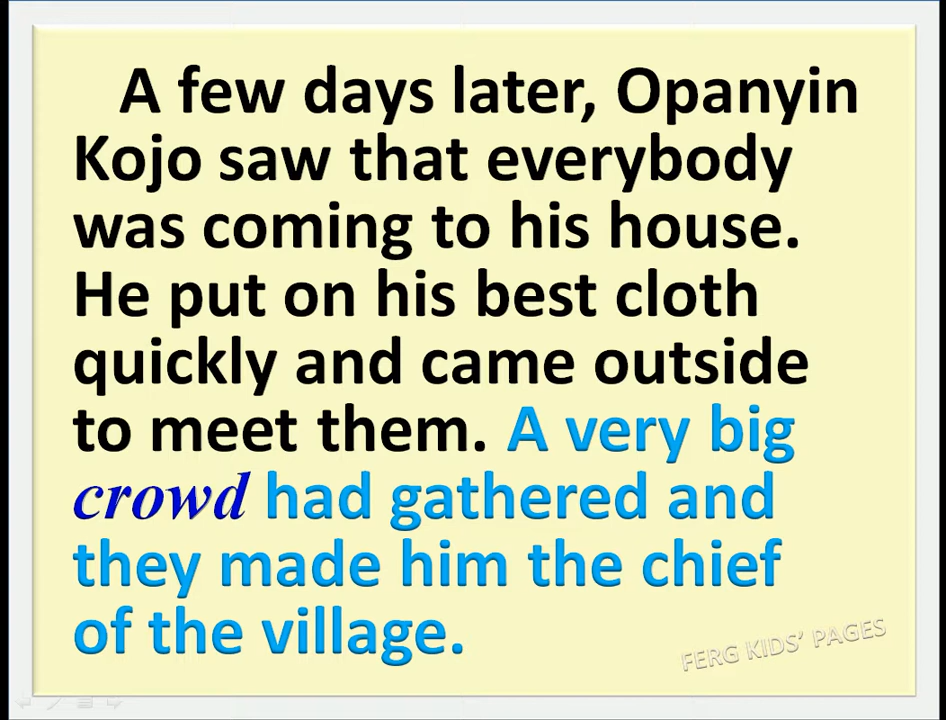 A few days later, Opanyin
Kojo saw that everybody
was coming to his house.
He put on his best cloth
quickly and came outside
to meet them. A very big
crowd had gathered and
they made him the chief
of the village.
FERG KIDS’ PAGES